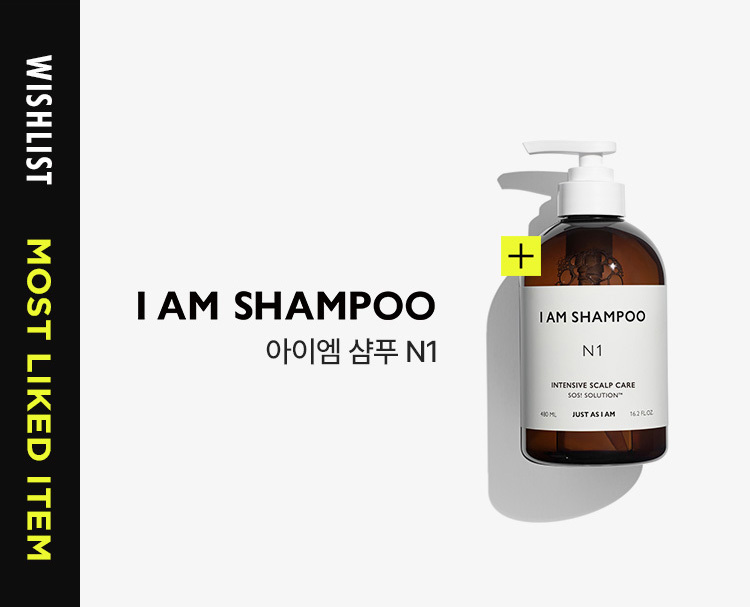 WISHLIST
MOST LIKED ITEM
I AM SHAMPOO
아이엠 샴푸 N1
I AM SHAMPOO
N1
INTENSIVE SCALP CARE
SOS! SOLUTION™
480 ML JUST AS I AM 16.2 FL.OZ